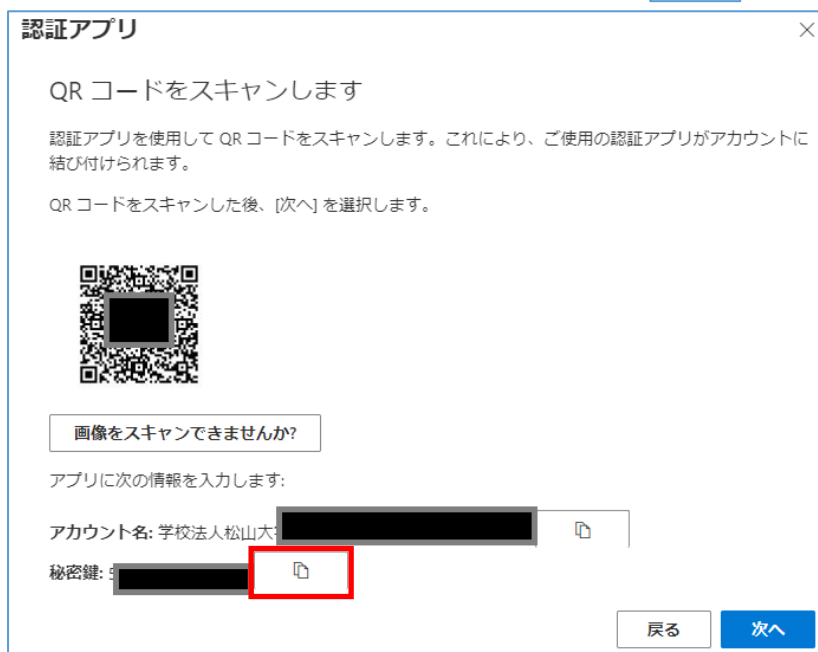 認証アプリ
QR コードをスキャンします
認証アプリを使用して QR コードをスキャンします。これにより、ご使用の認証アプリがアカウントに
結び付けられます。
QR コードをスキャンした後、[次へ] を選択します。
画像をスキャンできませんか?
アプリに次の情報を入力します:
アカウント名: 学校法人松山大
秘密鍵:
戻る
次へ